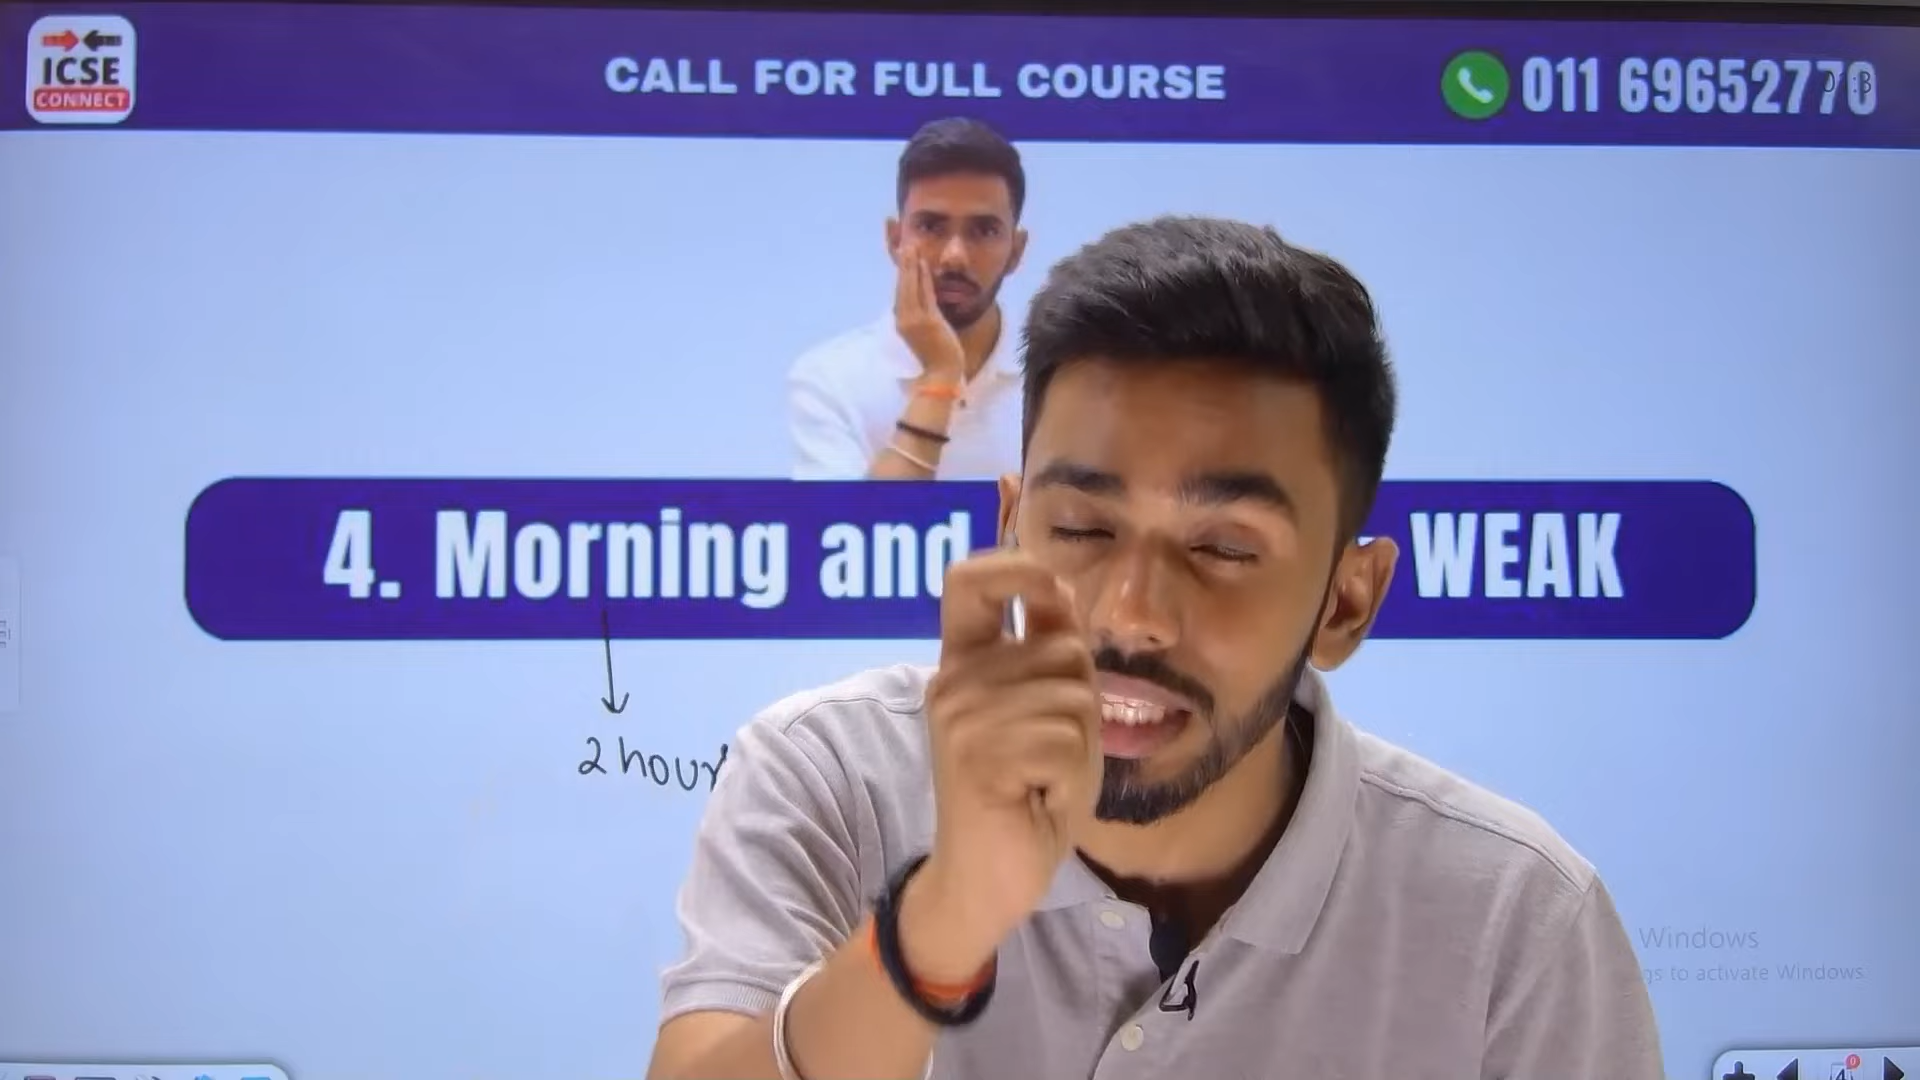 ICSE
CONNECT
CALL FOR FULL COURSE
011 69652770
4. Morning and
WEAK
2 hour
Windows
to activate Windows.